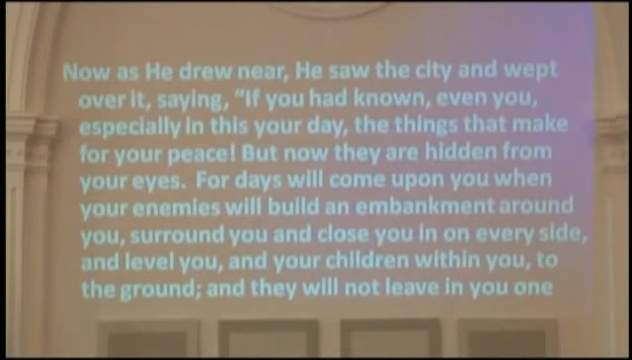 Now as He drew near, He saw the city and wept
over it, saying, "If you had known, even you,
especially in this your day, the things that make
for your peace! But now they are hidden from
your eyes. For days will come upon you when
your enemies will build an embankment around
you, surround you and close you in on every side,
and level you, and your children within you, to
the ground; and they will not leave in you one